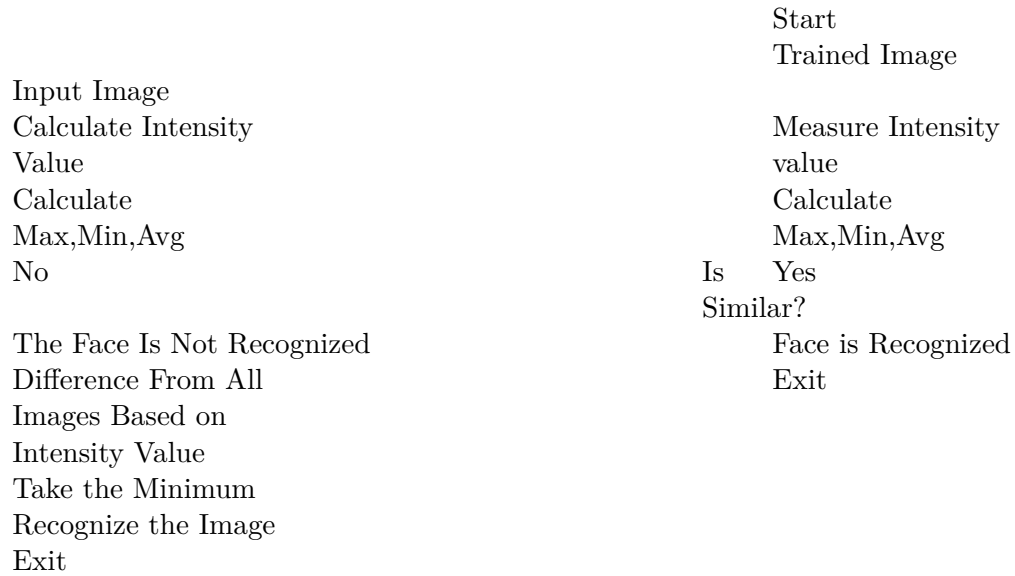 Start
Trained Image
Input Image
Calculate Intensity Measure Intensity
Value value
Calculate Calculate
Max,Min,Avg Max,Min,Avg
No Is Yes
Similar?
The Face Is Not Recognized Face is Recognized
Difference From All Exit
Images Based on
Intensity Value
Take the Minimum
Recognize the Image
Exit